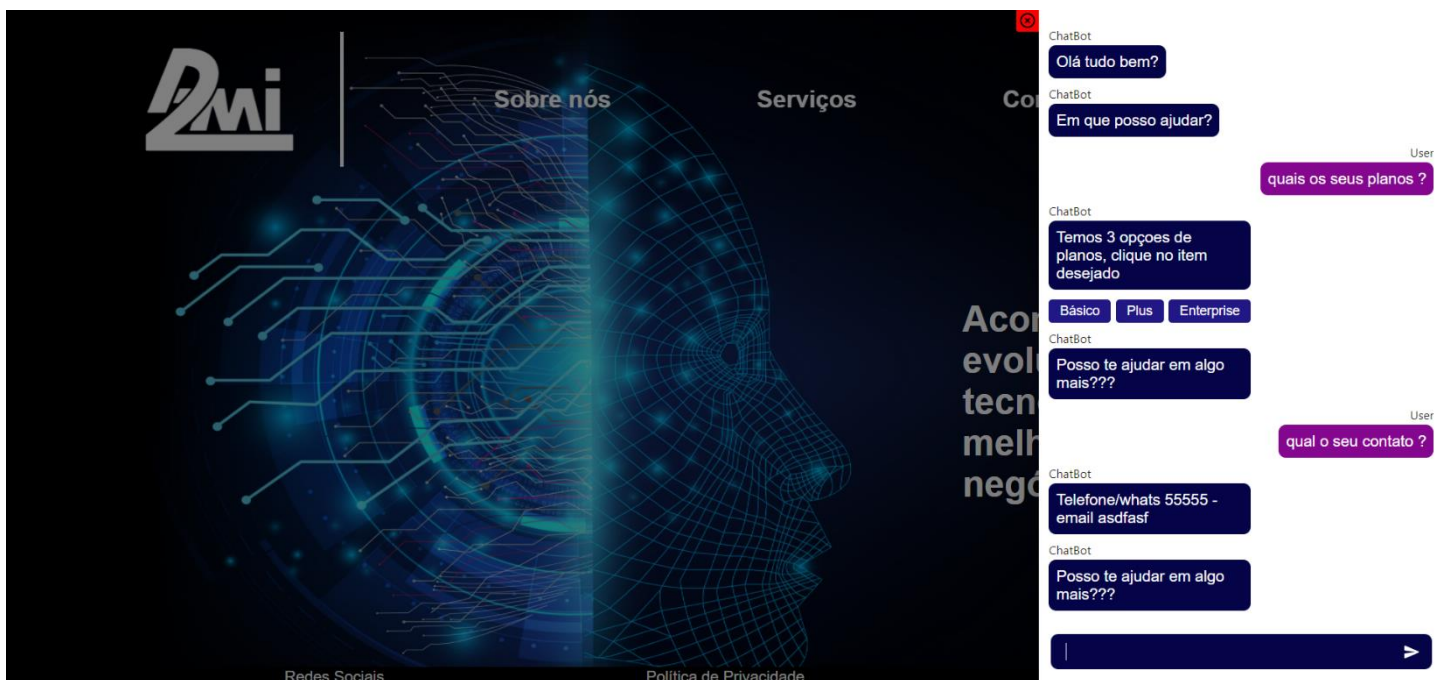 Sobre nós
Serviços
Redes Sociais
Política de Privacidade
ChatBot
Olá tudo bem?
ChatBot
Em que posso ajudar?
User
quais os seus planos ?
ChatBot
Temos 3 opçoes de
planos, clique no item
desejado
Básico Plus Enterprise
ChatBot
Posso te ajudar em algo
mais???
User
qual o seu contato ?
ChatBot
Telefone/whats 55555 -
email asdfasf
ChatBot
Posso te ajudar em algo
mais???